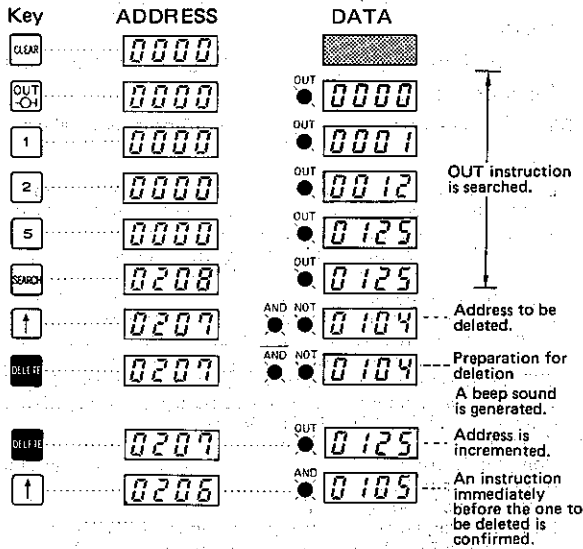 Key ADDRESS DATA
CLEAR 0000
OUT 0000 OUT 0000
1 0000 OUT 0001
2 0000 OUT 0012
OUT instruction
is searched.
5 0000 OUT 0125
SEARCH 0208 OUT 0125
↑ 0207 AND NOT 0104 Address to be
deleted.
DELETE 0207 AND NOT 0104 Preparation for
deletion
A beep sound
is generated.
DELETE 0207 OUT 0125 Address is
incremented.
↑ 0206 AND 0105 An instruction
immediately
before the one to
be deleted is
confirmed.